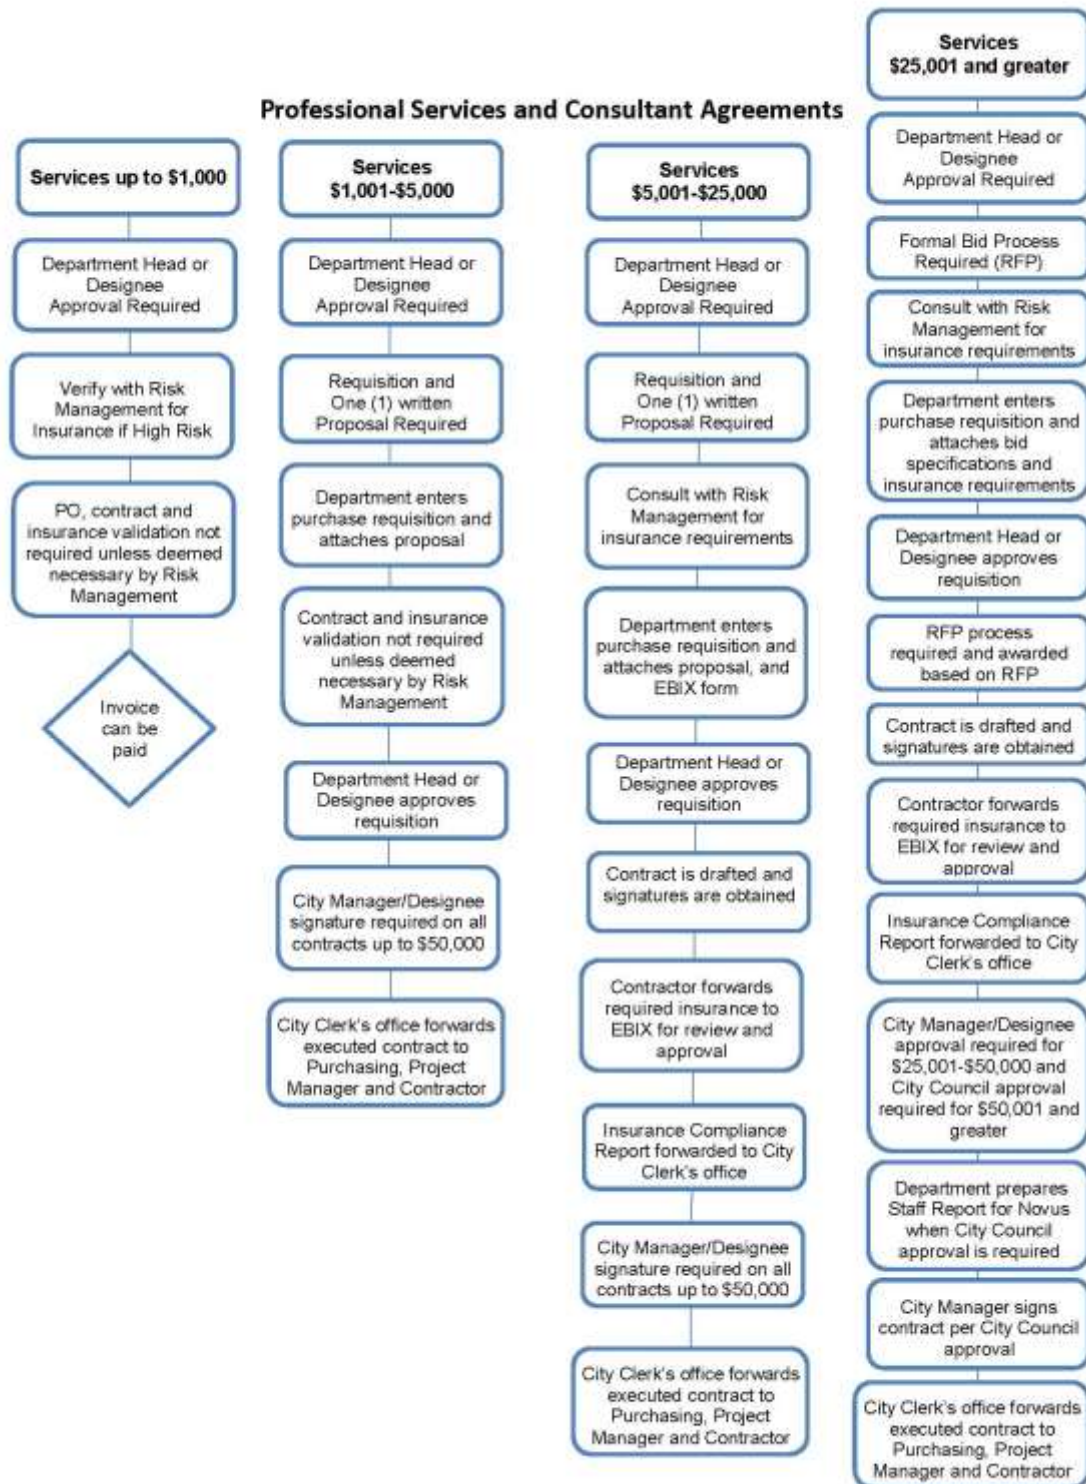 Professional Services and Consultant Agreements
Services up to $1,000
Department Head or
Designee
Approval Required
Verify with Risk
Management for
Insurance if High Risk
PO, contract and
insurance validation not
required unless deemed
necessary by Risk
Management
Invoice
can be
paid
Services
$1,001-$5,000
Department Head or
Designee
Approval Required
Requisition and
One (1) written
Proposal Required
Department enters
purchase requisition and
attaches proposal
Contract and insurance
validation not required
unless deemed
necessary by Risk
Management
Department Head or
Designee approves
requisition
City Manager/Designee
signature required on all
contracts up to $50,000
City Clerk's office forwards
executed contract to
Purchasing, Project
Manager and Contractor
Services
$5,001-$25,000
Department Head or
Designee
Approval Required
Requisition and
One (1) written
Proposal Required
Consult with Risk
Management for
insurance requirements
Department enters
purchase requisition and
attaches proposal, and
EBIX form
Department Head or
Designee approves
requisition
Contract is drafted and
signatures are obtained
Contractor forwards
required insurance to
EBIX for review and
approval
Insurance Compliance
Report forwarded to City
Clerk's office
City Manager/Designee
signature required on all
contracts up to $50,000
City Clerk's office forwards
executed contract to
Purchasing, Project
Manager and Contractor
Services
$25,001 and greater
Department Head or
Designee
Approval Required
Formal Bid Process
Required (RFP)
Consult with Risk
Management for
insurance requirements
Department enters
purchase requisition and
attaches bid
specifications and
insurance requirements
Department Head or
Designee approves
requisition
RFP process
required and awarded
based on RFP
Contract is drafted and
signatures are obtained
Contractor forwards
required insurance to
EBIX for review and
approval
Insurance Compliance
Report forwarded to City
Clerk's office
City Manager/Designee
approval required for
$25,001-$50,000 and
City Council approval
required for $50,001 and
greater
Department prepares
Staff Report for Novus
when City Council
approval is required
City Manager signs
contract per City Council
approval
City Clerk's office forwards
executed contract to
Purchasing, Project
Manager and Contractor